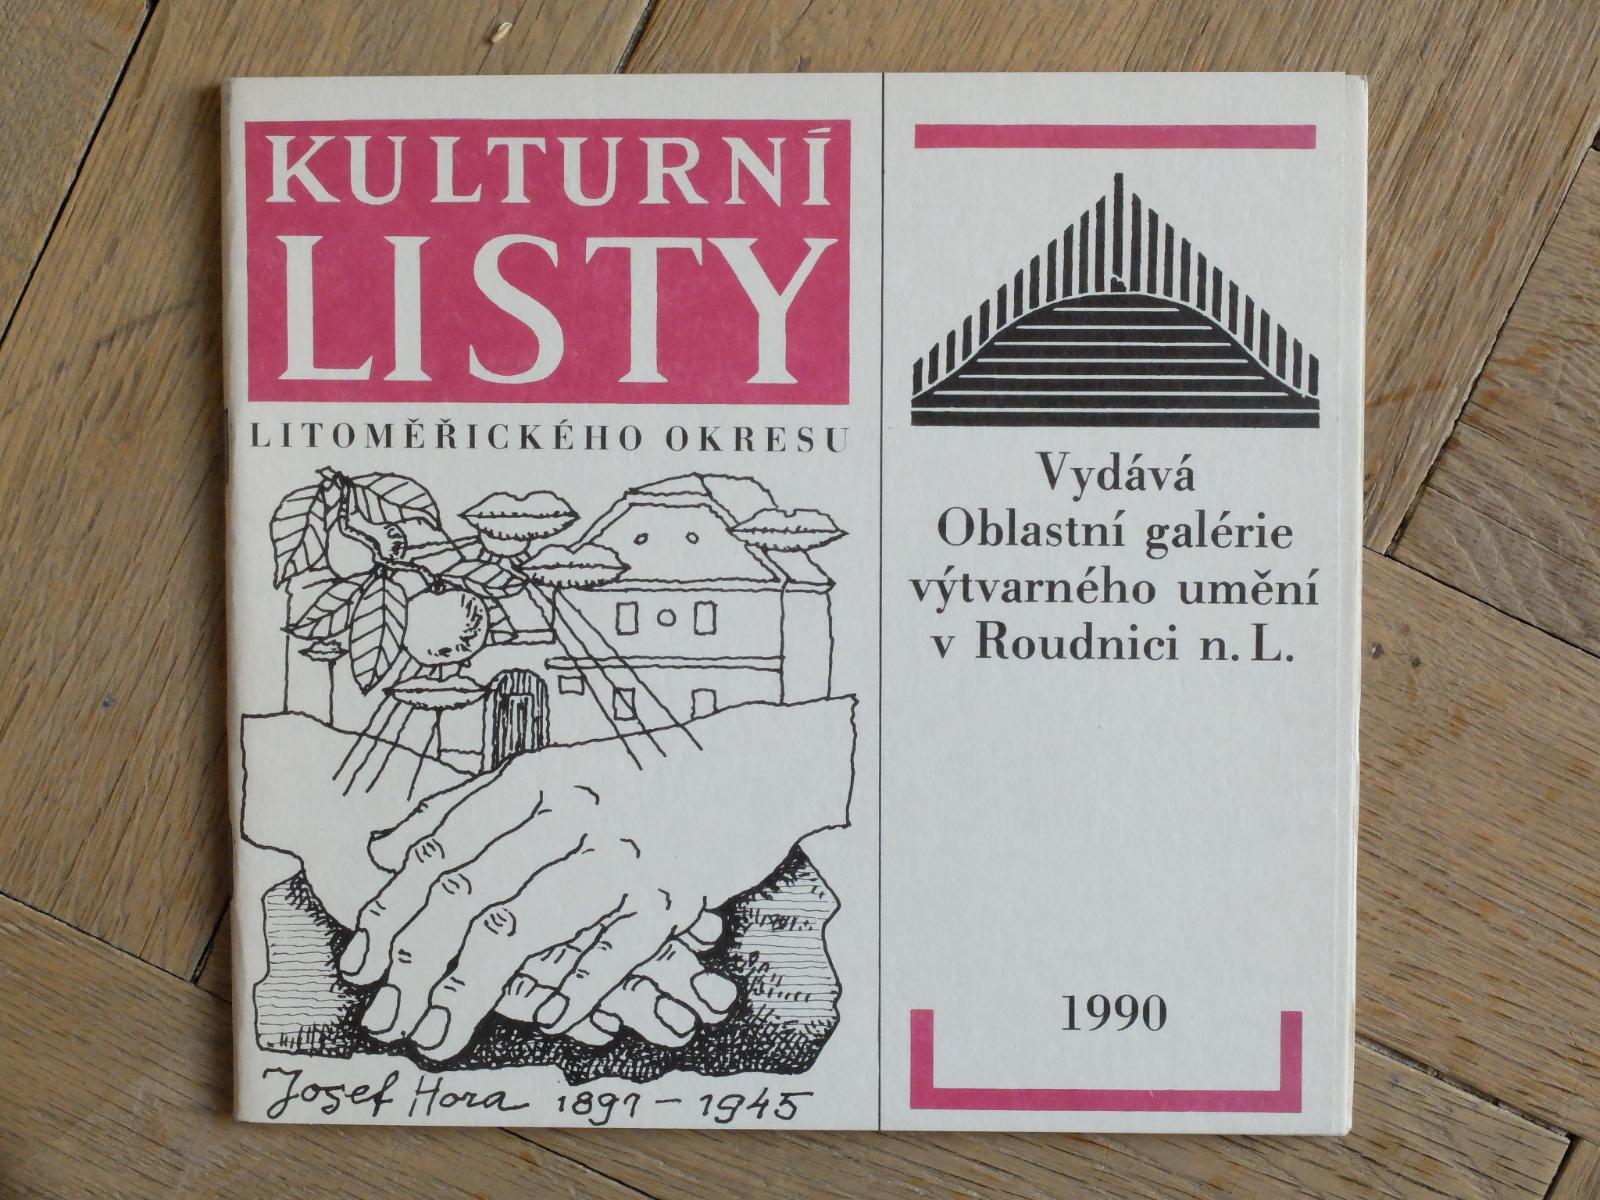 KULTURNÍ
LISTY
LITOMĚŘICKÉHO OKRESU
Josef Hora 1891 - 1945
Vydává
Oblastní galérie
výtvarného umění
v Roudnici n. L.
1990